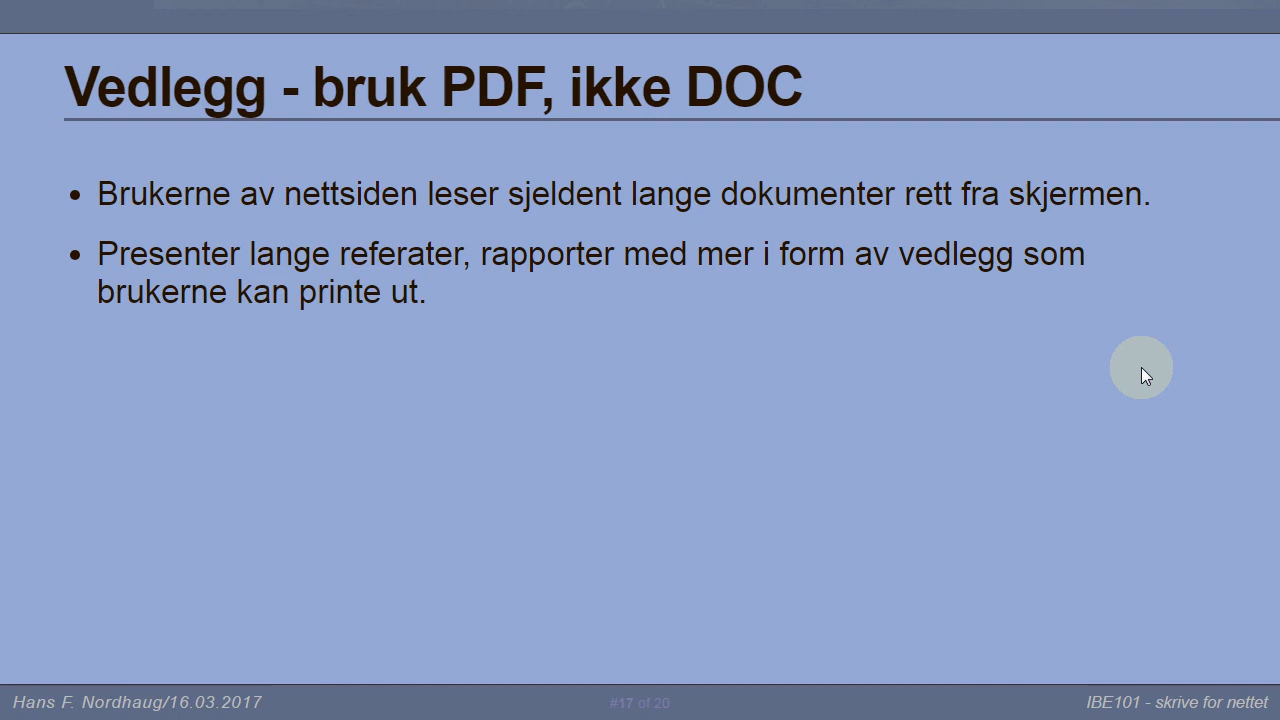 Vedlegg - bruk PDF, ikke DOC
• Brukerne av nettsiden leser sjeldent lange dokumenter rett fra skjermen.
• Presenter lange referater, rapporter med mer i form av vedlegg som
brukerne kan printe ut.
Hans F. Nordhaug/16.03.2017
#17 of 20
IBE101 - skrive for nettet